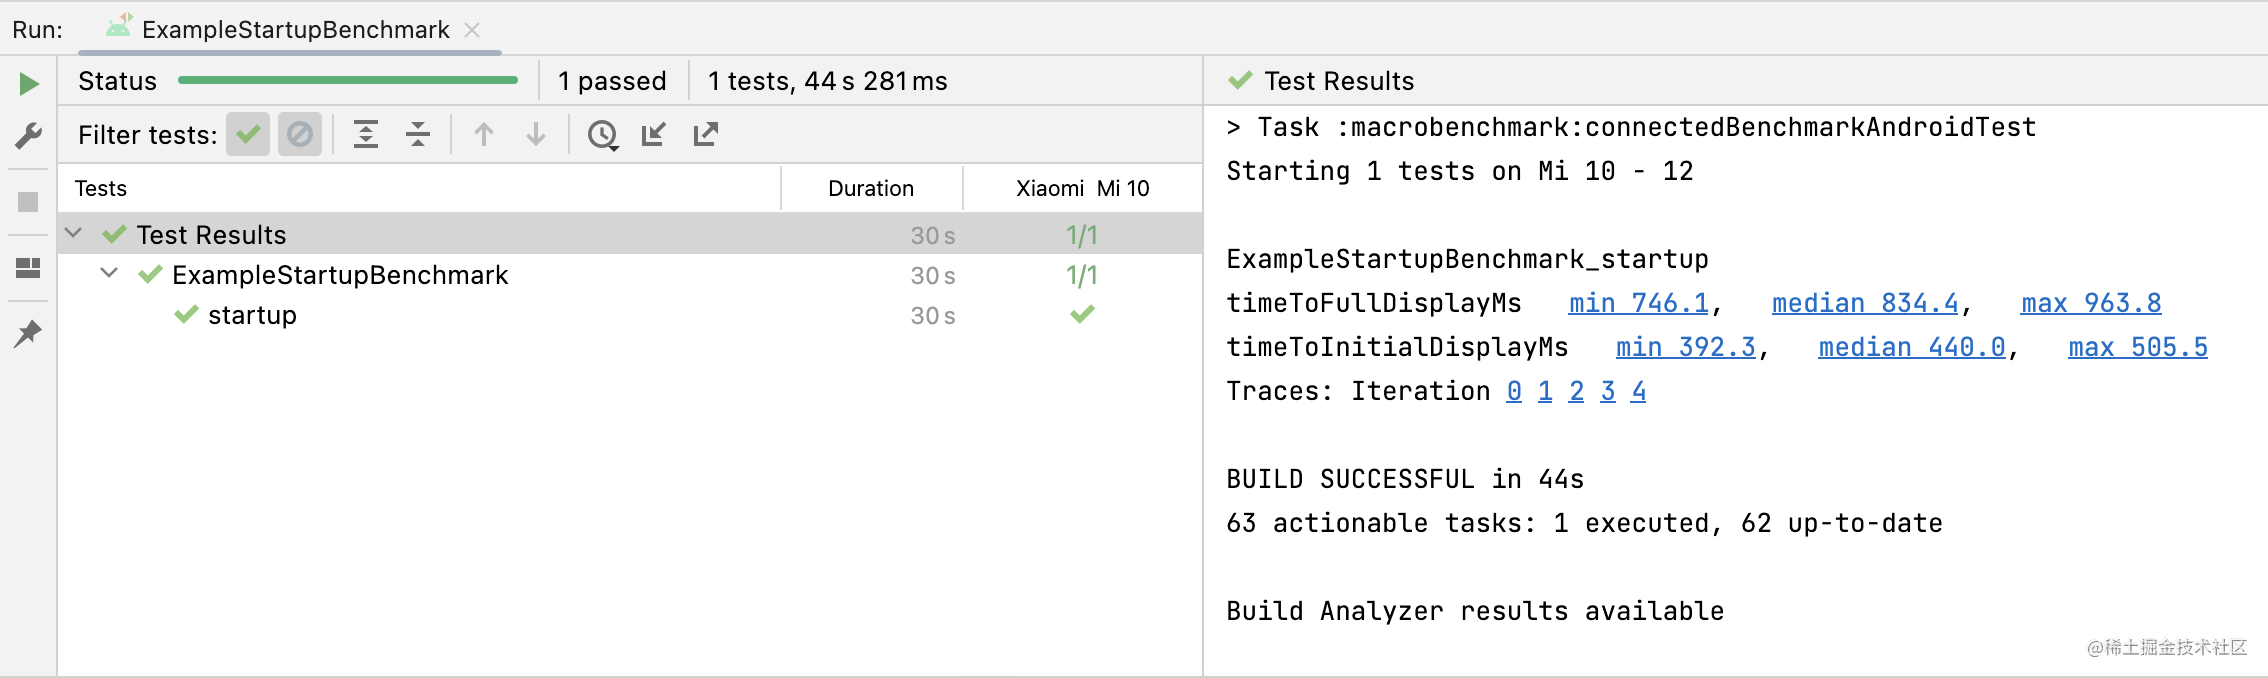 Run: ExampleStartupBenchmark
Status 1 passed 1 tests, 44 s 281 ms
Filter tests:
Tests Duration Xiaomi Mi 10
Test Results 30 s 1/1
ExampleStartupBenchmark 30 s 1/1
startup 30 s
Test Results
> Task :macrobenchmark:connectedBenchmarkAndroidTest
Starting 1 tests on Mi 10 - 12
ExampleStartupBenchmark_startup
timeToFullDisplayMs min 746.1, median 834.4, max 963.8
timeToInitialDisplayMs min 392.3, median 440.0, max 505.5
Traces: Iteration 0 1 2 3 4
BUILD SUCCESSFUL in 44s
63 actionable tasks: 1 executed, 62 up-to-date
Build Analyzer results available
@稀土掘金技术社区